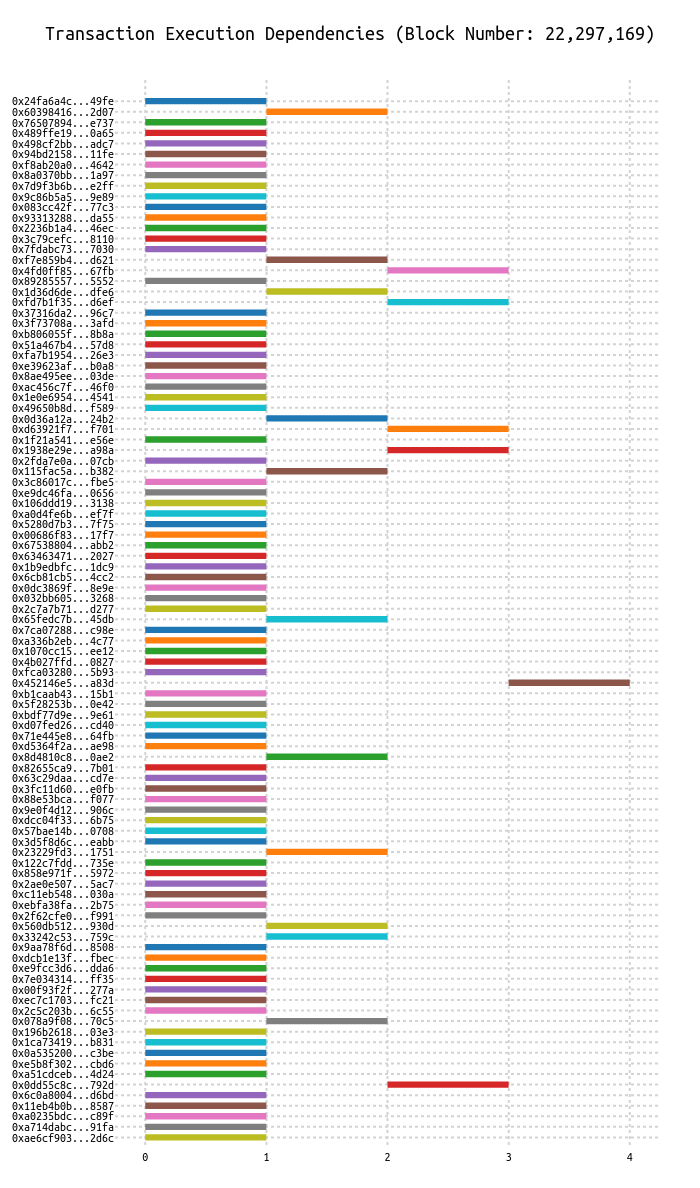 Transaction Execution Dependencies (Block Number: 22,297,169)
0x24fa6a4c...49fe
0x60398416...2d07
0x76507894...e737
0x489ffe19...0a65
0x498cf2bb...adc7
0x94bd2158...11fe
0xf8ab20a0...4642
0x8a0370bb...1a97
0x7d9f3b6b...e2ff
0x9c86b5a5...9e89
0x083cc42f...77c3
0x93313288...da55
0x2236b1a4...46ec
0x3c79cefc...8110
0x7fdabc73...7030
0xf7e859b4...d621
0x4fd0ff85...67fb
0x89285557...5552
0x1d36d6de...dfe6
0xfd7b1f35...d6ef
0x37316da2...96c7
0x3f73708a...3afd
0xb806055f...8b8a
0x51a467b4...57d8
0xfa7b1954...26e3
0xe39623af...b0a8
0x8ae495ee...03de
0xac456c7f...46f0
0x1e0e6954...4541
0x49650b8d...f589
0x0d36a12a...24b2
0xd63921f7...f701
0x1f21a541...e56e
0x1938e29e...a98a
0x2fda7e0a...07cb
0x115fac5a...b382
0x3c86017c...fbe5
0xe9dc46fa...0656
0x106ddd19...3138
0xa0d4fe6b...ef7f
0x5280d7b3...7f75
0x00686f83...17f7
0x67538804...abb2
0x63463471...2027
0x1b9edbfc...1dc9
0x6cb81cb5...4cc2
0x0dc3869f...8e9e
0x032bb605...3268
0x2c7a7b71...d277
0x65fedc7b...45db
0x7ca07288...c98e
0xa336b2eb...4c77
0x1070cc15...ee12
0x4b027ffd...0827
0xfca03280...5b93
0x452146e5...a83d
0xb1caab43...15b1
0x5f28253b...0e42
0xbdf77d9e...9e61
0xd07fed26...cd40
0x71e445e8...64fb
0xd5364f2a...ae98
0x8d4810c8...0ae2
0x82655ca9...7b01
0x63c29daa...cd7e
0x3fc11d60...e0fb
0x88e53bca...f077
0x9e0f4d12...906c
0xdcc04f33...6b75
0x57bae14b...0708
0x3d5f8d6c...eabb
0x23229fd3...1751
0x122c7fdd...735e
0x858e971f...5972
0x2ae0e507...5ac7
0xc11eb548...030a
0xebfa38fa...2b75
0x2f62cfe0...f991
0x560db512...930d
0x33242c53...759c
0x9aa78f6d...8508
0xdcb1e13f...fbec
0xe9fcc3d6...dda6
0x7e034314...ff35
0x00f93f2f...277a
0xec7c1703...fc21
0x2c5c203b...6c55
0x078a9f08...70c5
0x196b2618...03e3
0x1ca73419...b831
0x0a535200...c3be
0xe5b8f302...cbd6
0xa51cdceb...4d24
0x0dd55c8c...792d
0x6c0a8004...d6bd
0x11eb4b0b...8587
0xa0235bdc...c89f
0xa714dabc...91fa
0xae6cf903...2d6c
0 1 2 3 4